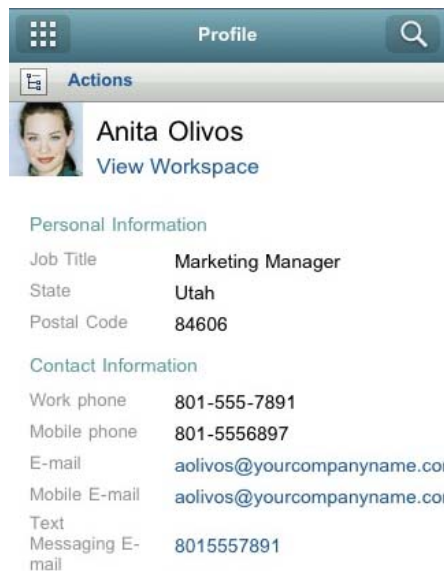 Profile
Actions
Anita Olivos
View Workspace
Personal Information
Job Title Marketing Manager
State Utah
Postal Code 84606
Contact Information
Work phone 801-555-7891
Mobile phone 801-5556897
E-mail aolivos@yourcompanyname.com
Mobile E-mail aolivos@yourcompanyname.com
Text
Messaging E- 8015557891
mail